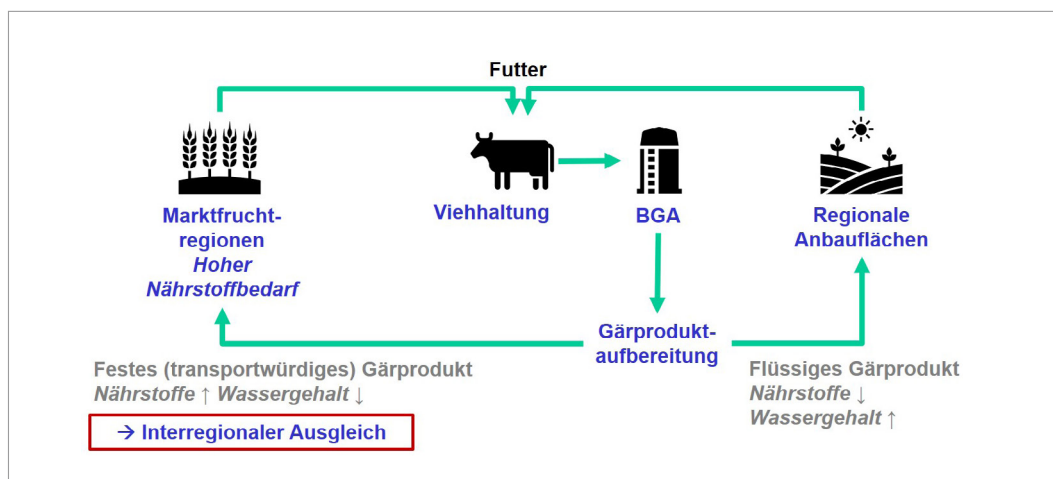 Futter
Marktfrucht-
regionen
Hoher
Nährstoffbedarf
Viehhaltung
BGA
Regionale
Anbauflächen
Gärprodukt-
aufbereitung
Festes (transportwürdiges) Gärprodukt
Nährstoffe ↑ Wassergehalt ↓
→ Interregionaler Ausgleich
Flüssiges Gärprodukt
Nährstoffe ↓
Wassergehalt ↑